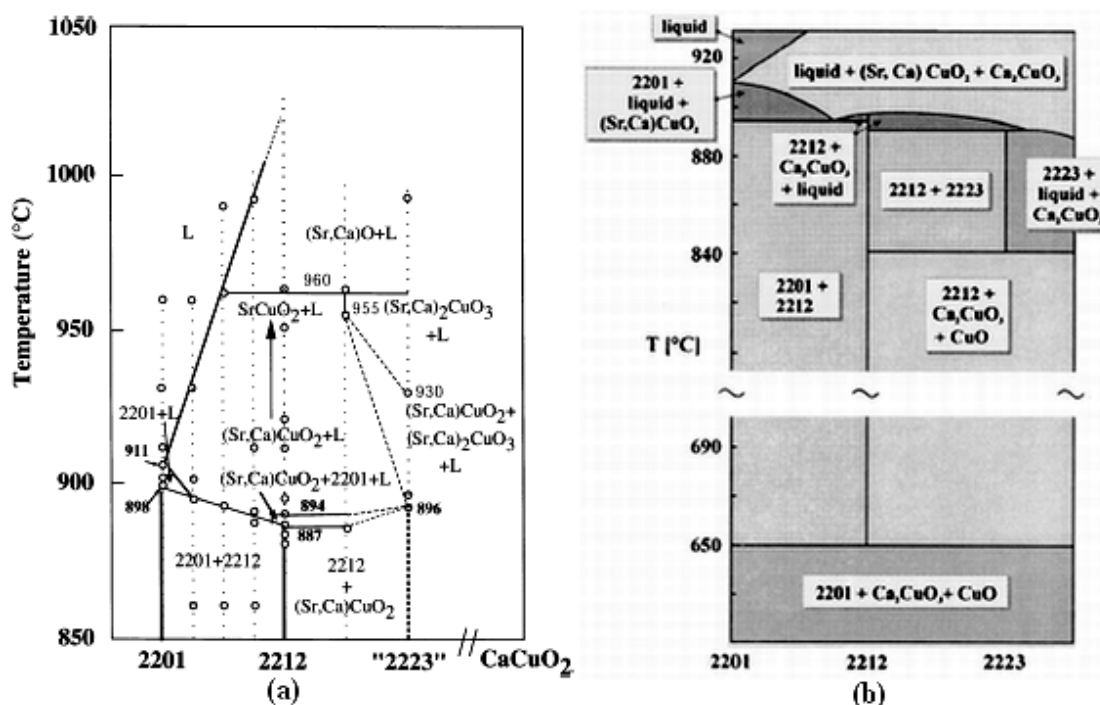 1050
1000
950
900
850
Temperature (°C)
L
(Sr,Ca)O+L
960
SrCuO2+L
955
(Sr,Ca)2CuO3
+L
930
2201+L
911
(Sr,Ca)CuO2+L
(Sr,Ca)CuO2+
(Sr,Ca)2CuO3
+L
(Sr,Ca)CuO2+2201+L
898
894
896
887
2201+2212
2212
+
(Sr,Ca)CuO2
2201
2212
"2223"
CaCuO2
(a)
liquid
920
liquid + (Sr, Ca) CuO2 + Ca2CuO3
2201 +
liquid +
(Sr,Ca)CuO2
880
2212 +
Ca2CuO3
+ liquid
2212 + 2223
2223 +
liquid +
Ca2CuO3
840
2201 +
2212
2212 +
Ca2CuO3
+ CuO
T [°C]
~ ~ ~
690
650
2201 + Ca2CuO3+ CuO
2201
2212
2223
(b)